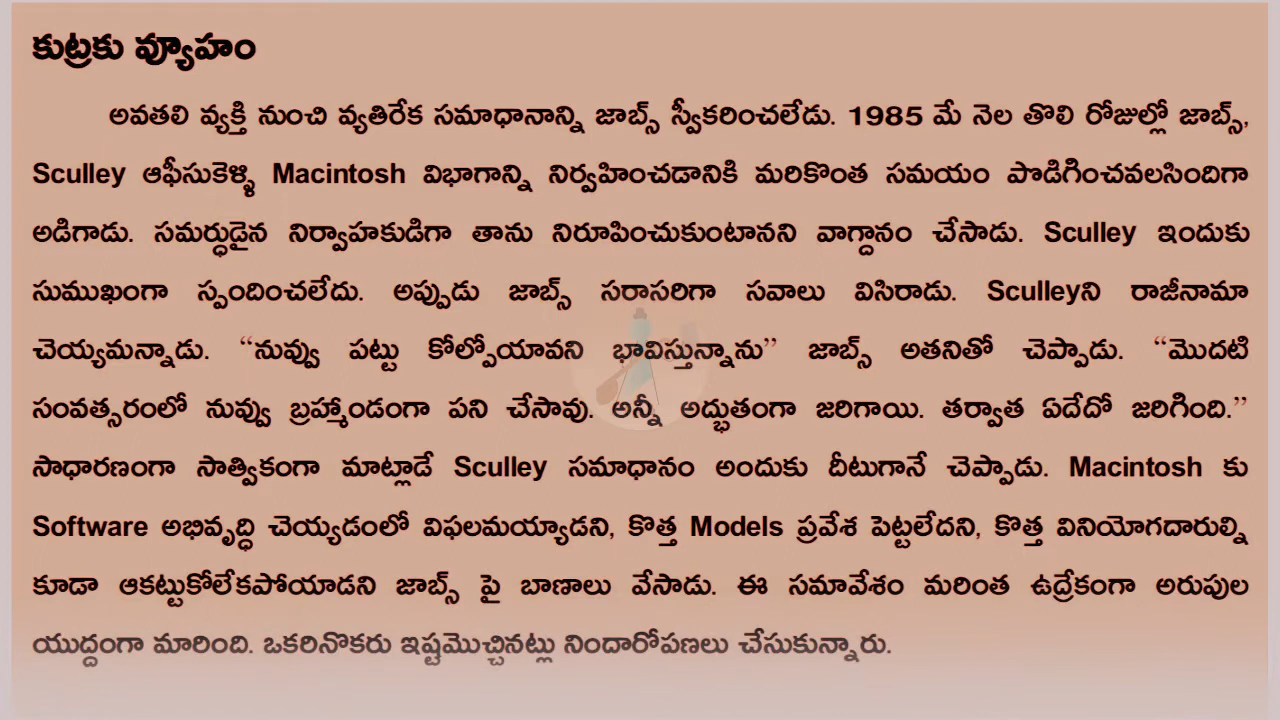 కుట్రకు వ్యూహం
అవతలి వ్యక్తి నుంచి వ్యతిరేక సమాధానాన్ని జాబ్స్ స్వీకరించలేడు. 1985 మే నెల తొలి రోజుల్లో జాబ్స్,
Sculley ఆఫీసుకెళ్ళి Macintosh విభాగాన్ని నిర్వహించడానికి మరికొంత సమయం పొడిగించవలసిందిగా
అడిగాడు. సమర్ధుడైన నిర్వాహకుడిగా తాను నిరూపించుకుంటానని వాగ్దానం చేసాడు. Sculley ఇందుకు
సుముఖంగా స్పందించలేదు. అప్పుడు జాబ్స్ సరాసరిగా సవాలు విసిరాడు. Sculleyని రాజీనామా
చెయ్యమన్నాడు. “నువ్వు పట్టు కోల్పోయావని భావిస్తున్నాను” జాబ్స్ అతనితో చెప్పాడు. “మొదటి
సంవత్సరంలో నువ్వు బ్రహ్మాండంగా పని చేసావు. అన్నీ అద్భుతంగా జరిగాయి. తర్వాత ఏదేదో జరిగింది.”
సాధారణంగా సాత్వికంగా మాట్లాడే Sculley సమాధానం అందుకు దీటుగానే చెప్పాడు. Macintosh కు
Software అభివృద్ధి చెయ్యడంలో విఫలమయ్యాడని, కొత్త Models ప్రవేశ పెట్టలేదని, కొత్త వినియోగదారుల్ని
కూడా ఆకట్టుకోలేకపోయాడని జాబ్స్ పై బాణాలు వేసాడు. ఈ సమావేశం మరింత ఉద్రేకంగా అరుపుల
యుద్దంగా మారింది. ఒకరినొకరు ఇష్టమొచ్చినట్లు నిందారోపణలు చేసుకున్నారు.